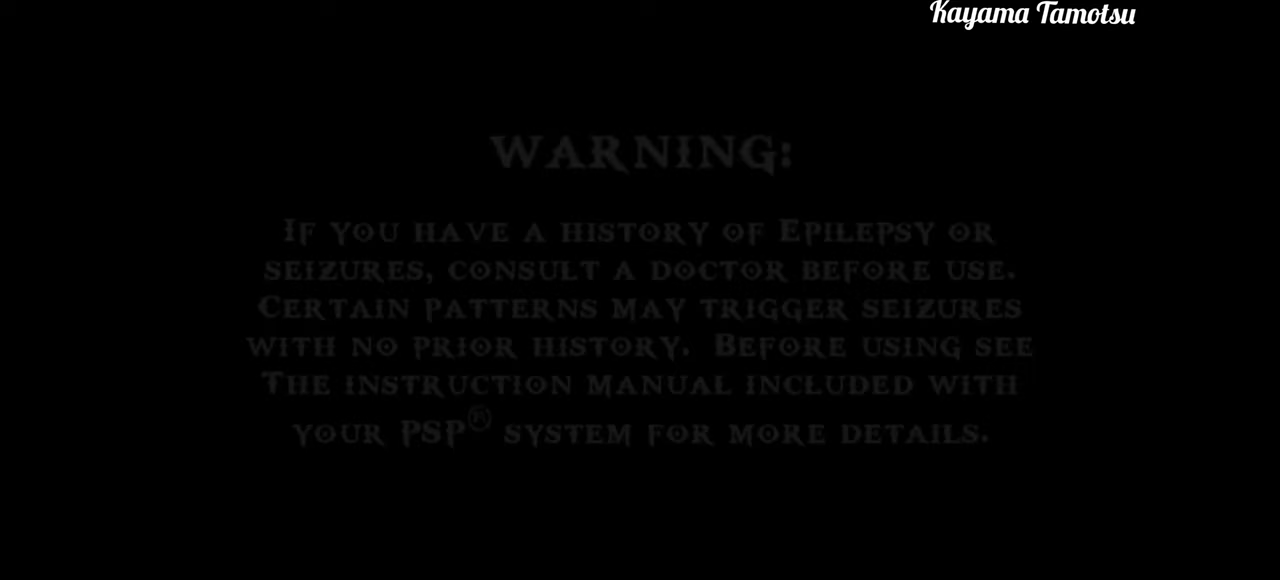 Kayama Tamotsu
WARNING:
If you have a history of Epilepsy or
seizures, consult a doctor before use.
Certain patterns may trigger seizures
with no prior history. Before using see
The instruction manual included with
your PSP® system for more details.